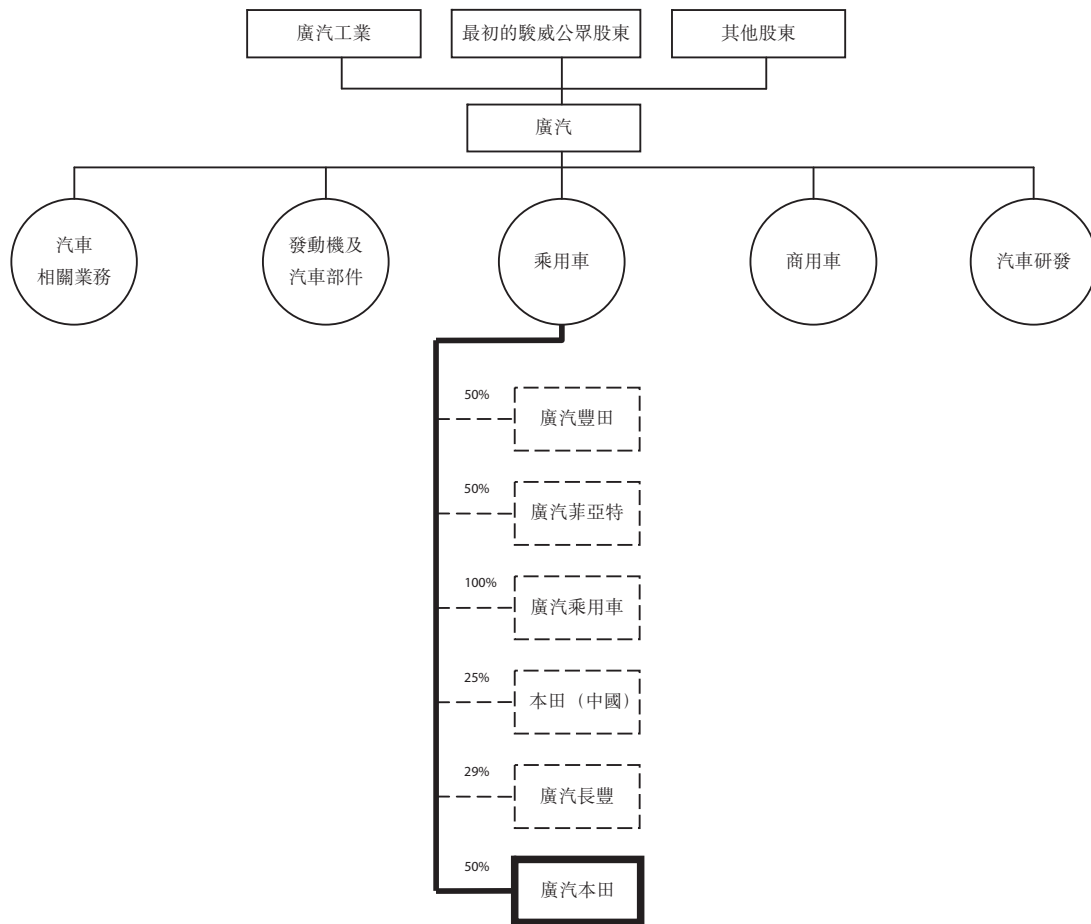 廣汽工業
最初的駿威公眾股東
其他股東
廣汽
汽車
相關業務
發動機及
汽車部件
乘用車
商用車
汽車研發
50%
廣汽豐田
50%
廣汽菲亞特
100%
廣汽乘用車
25%
本田（中國）
29%
廣汽長豐
50%
廣汽本田